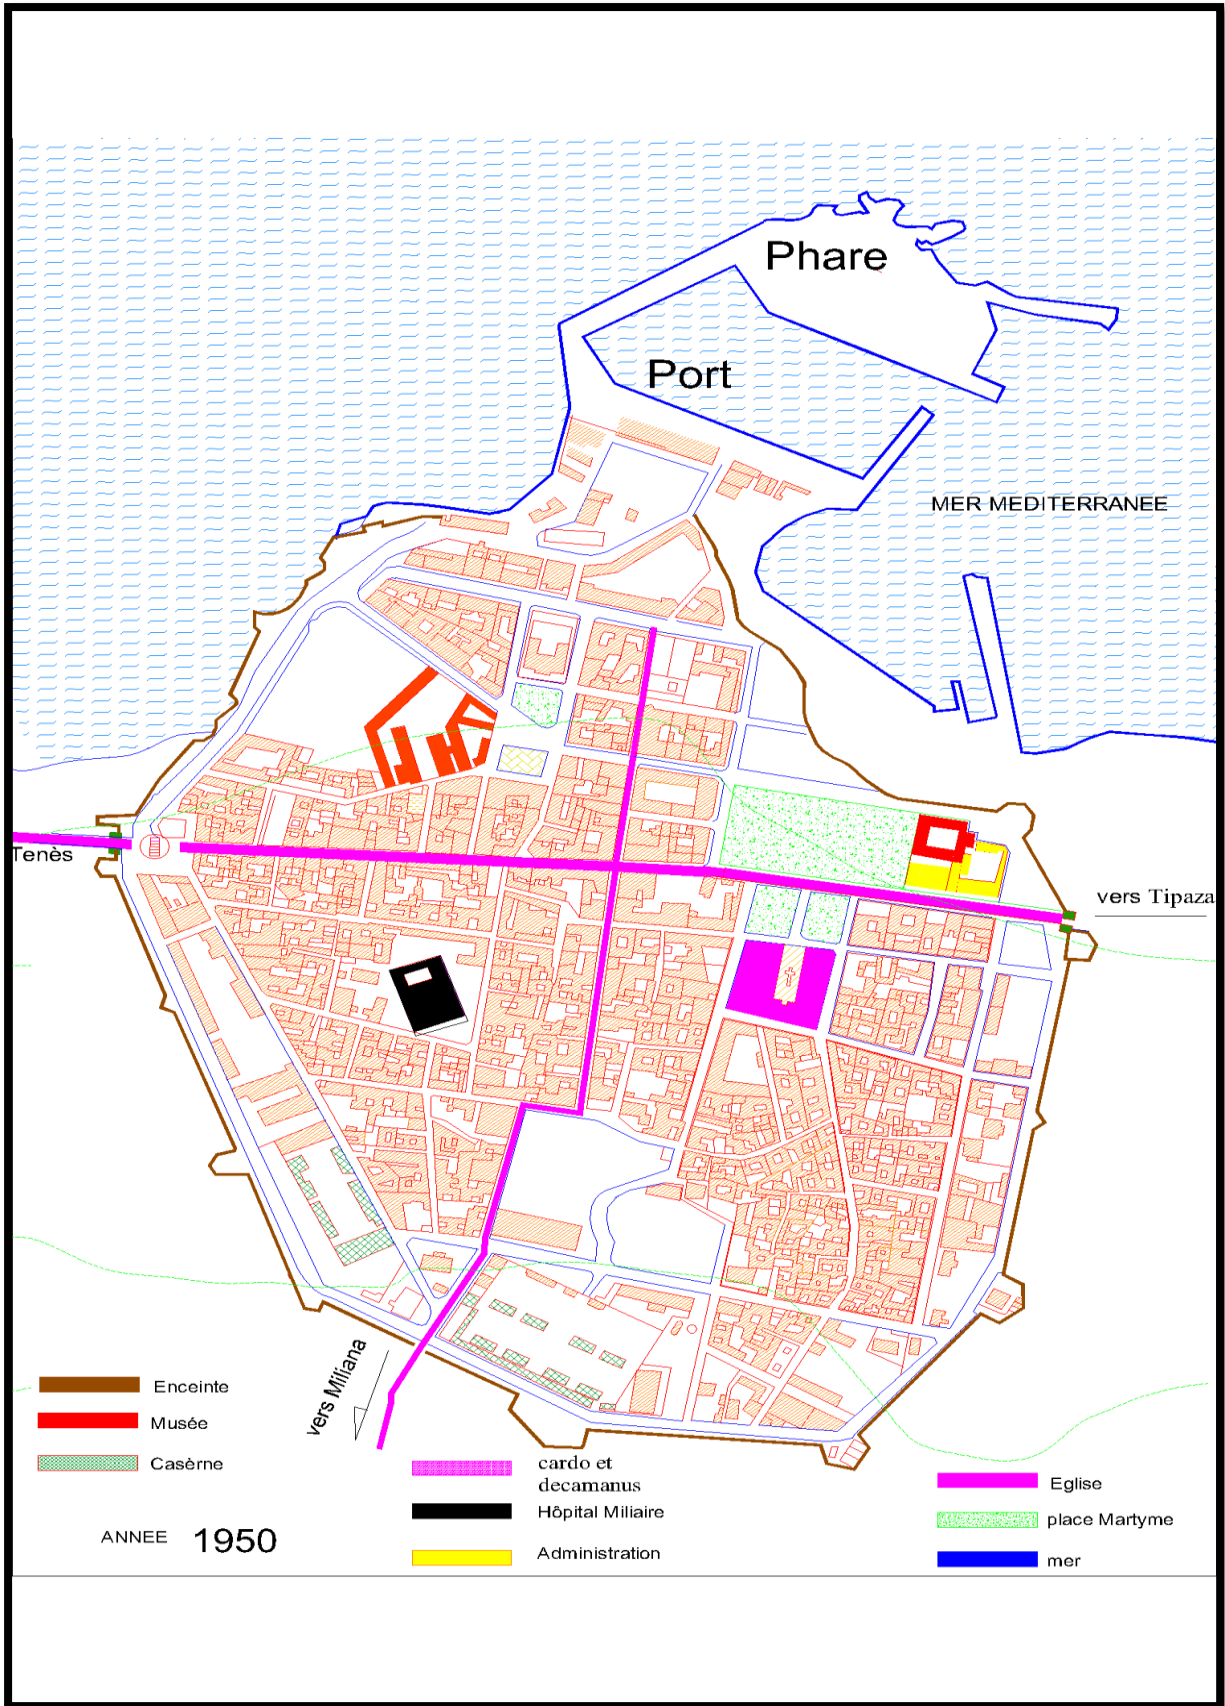 Phare
Port
MER MEDITERRANEE
Tenès
vers Tipaza
vers Miliana
Enceinte
Musée
Casèrne
cardo et
decamanus
Hôpital Miliaire
Administration
Eglise
place Martyme
mer
ANNEE 1950